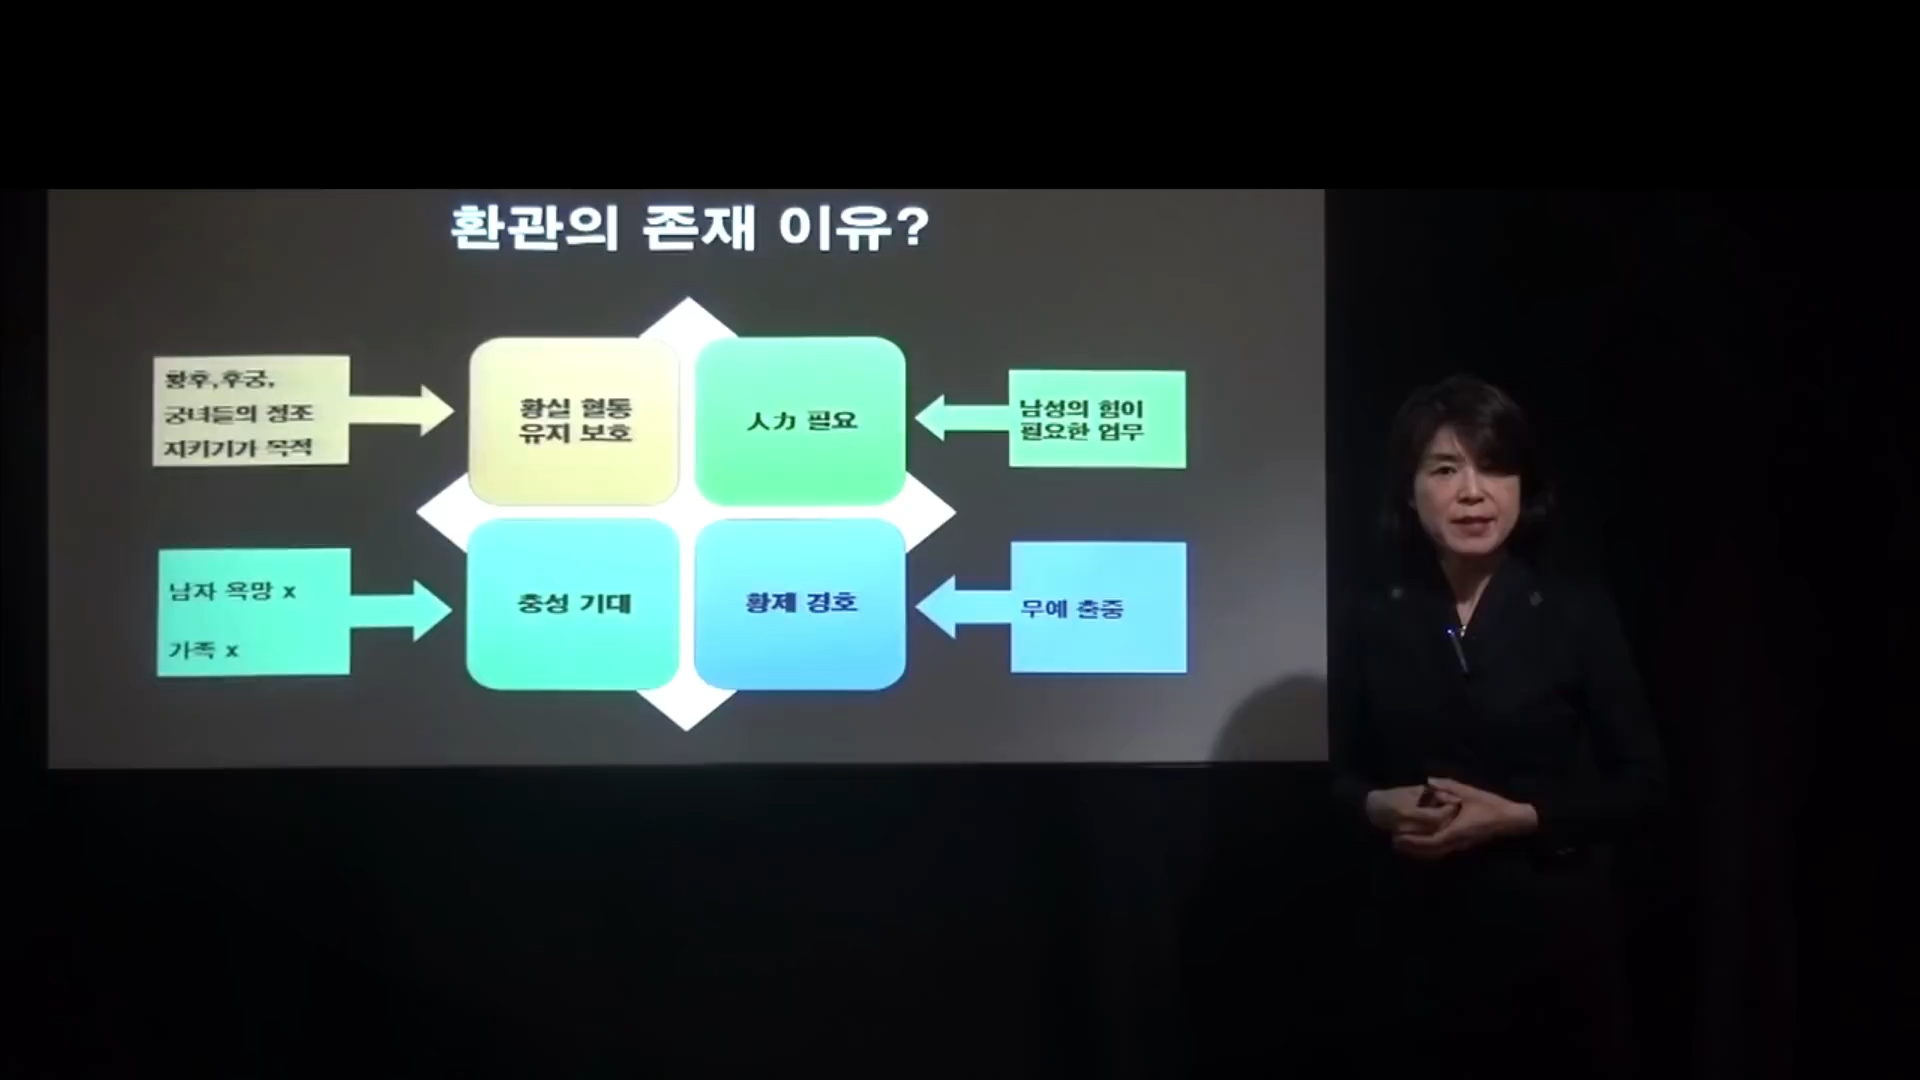 환관의 존재 이유?
황후,후궁,
궁녀들의 정조
지키기가 목적
황실 혈통
유지 보호
人力 필요
남성의 힘이
필요한 업무
남자 욕망 x
가족 x
충성 기대
황제 경호
무예 출중